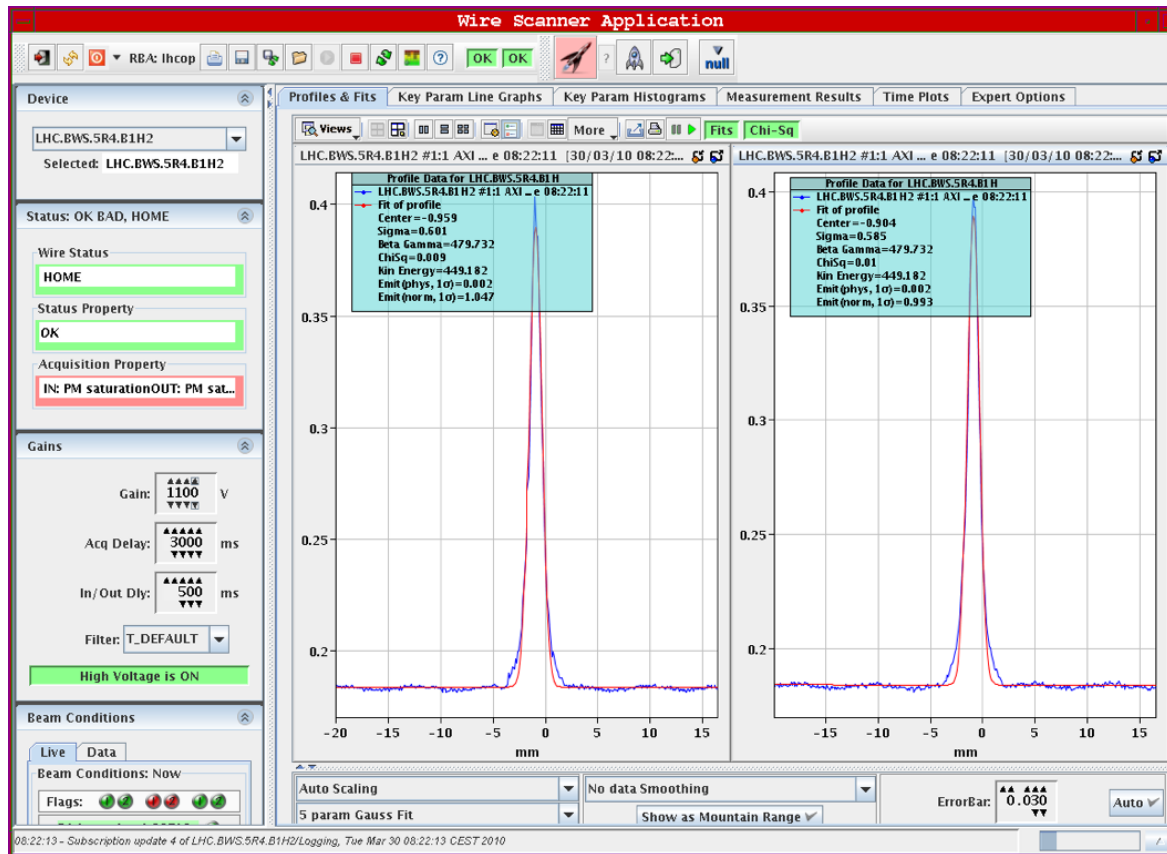 Wire Scanner Application
RBA: lhcop
OK OK
?
null
Device
LHC.BWS.5R4.B1H2
Selected: LHC.BWS.5R4.B1H2
Status: OK BAD, HOME
Wire Status
HOME
Status Property
OK
Acquisition Property
IN: PM saturationOUT: PM sat...
Gains
Gain: 1100 V
Acq Delay: 3000 ms
In/Out Dly: 500 ms
Filter: T_DEFAULT
High Voltage is ON
Beam Conditions
Live Data
Beam Conditions: Now
Flags: 1 2 1 2 1 2
Profiles & Fits Key Param Line Graphs Key Param Histograms Measurement Results Time Plots Expert Options
Views More Fits Chi-Sq
LHC.BWS.5R4.B1H2 #1:1 AXI ... e 08:22:11 [30/03/10 08:22:...
Profile Data for LHC.BWS.5R4.B1H
LHC.BWS.5R4.B1H2 #1:1 AXI ... e 08:22:11
Fit of profile
Center=-0.959
Sigma=0.601
Beta Gamma=479.732
ChiSq=0.009
Kin Energy=449.182
Emit(phys, 1σ)=0.002
Emit(norm, 1σ)=1.047
0.4
0.35
0.3
0.25
0.2
-20 -15 -10 -5 0 5 10 15
mm
LHC.BWS.5R4.B1H2 #1:1 AXI ... e 08:22:11 [30/03/10 08:22:...
Profile Data for LHC.BWS.5R4.B1H
LHC.BWS.5R4.B1H2 #1:1 AXI ... e 08:22:11
Fit of profile
Center=-0.904
Sigma=0.585
Beta Gamma=479.732
ChiSq=0.01
Kin Energy=449.182
Emit(phys, 1σ)=0.002
Emit(norm, 1σ)=0.993
0.4
0.35
0.3
0.25
0.2
-15 -10 -5 0 5 10 15
mm
Auto Scaling
No data Smoothing
5 param Gauss Fit
Show as Mountain Range
ErrorBar: 0.030
Auto
08:22:13 - Subscription update 4 of LHC.BWS.5R4.B1H2/Logging, Tue Mar 30 08:22:13 CEST 2010